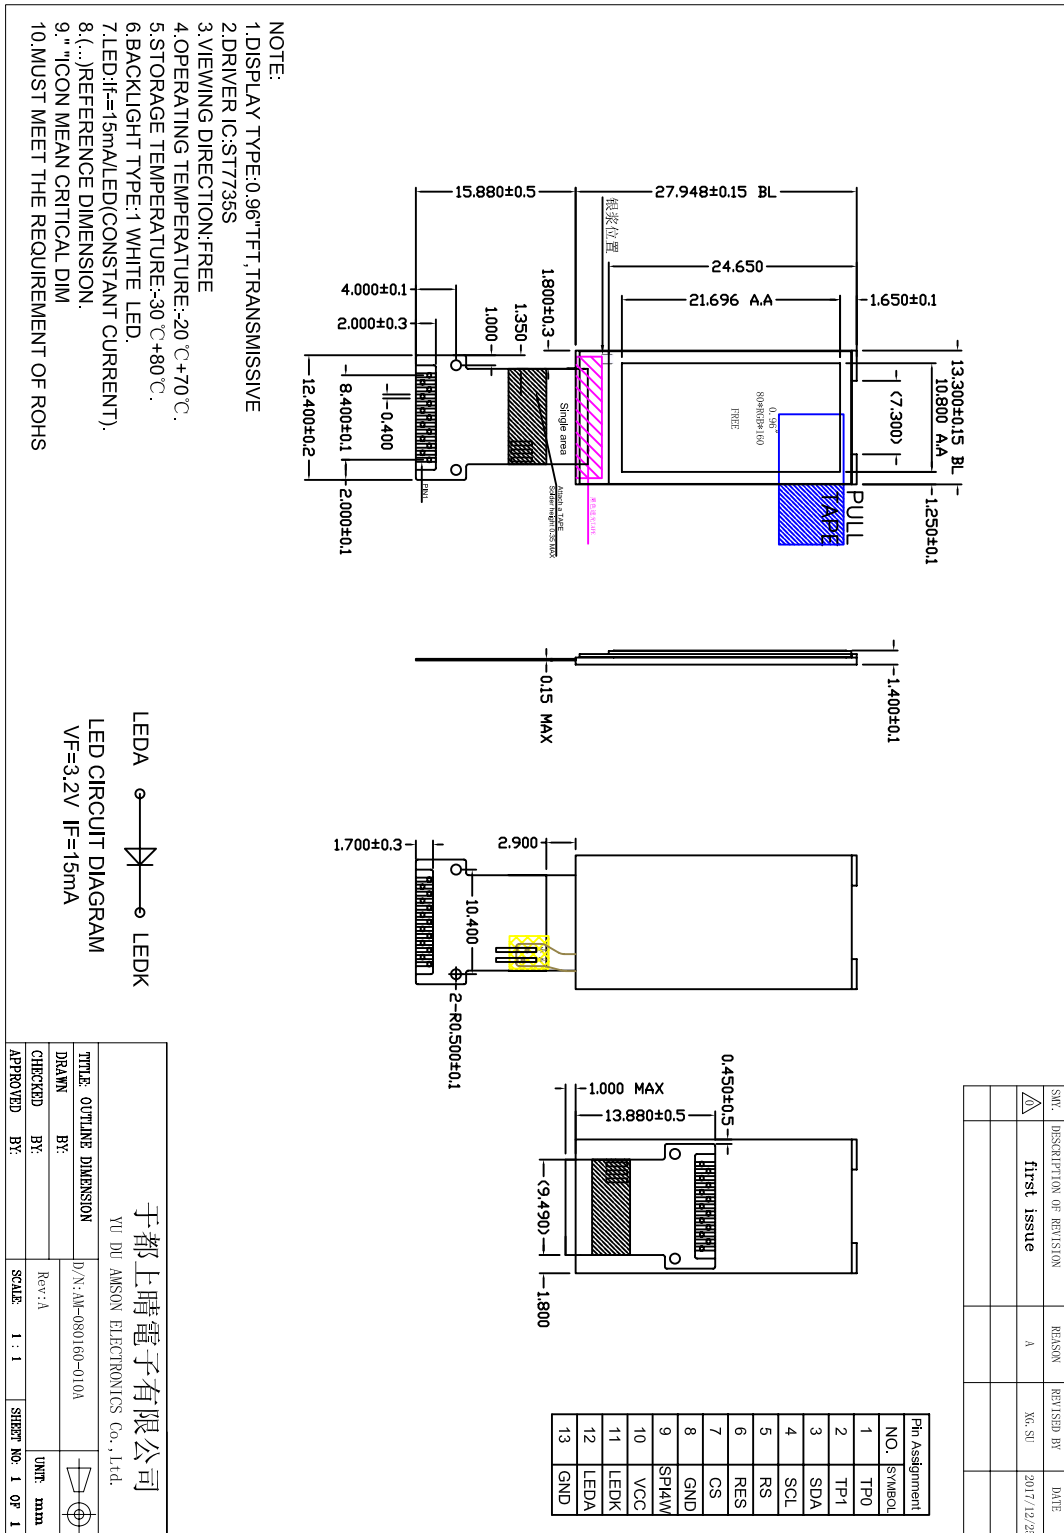 SMY. DESCRIPTION OF REVISION REASON REVISED BY DATE
first issue A XG.SU
27.948±0.15 BL
15.880±0.5
24.650
21.696 A.A
1.650±0.1
银浆位置
1.800±0.3
1.350
1.000
4.000±0.1
2.000±0.3
12.400±0.2
8.400±0.1
0.400
2.000±0.1
PIN1
13.300±0.15 BL
10.800 A.A
(7.300)
1.250±0.1
0.96"
80*RGB*160
FREE
PULL
TAPE
Single area
Attach a TAPE
Solder height 0.35 MAX
1.400±0.1
0.15 MAX
2.900
1.700±0.3
10.400
2-R0.500±0.1
0.450±0.5
1.000 MAX
13.880±0.5
(9.490)
1.800
Pin Assignment
NO. SYMBOL
1 TP0
2 TP1
3 SDA
4 SCL
5 RS
6 RES
7 CS
8 GND
9 SPI4W
10 VCC
11 LEDK
12 LEDA
13 GND
NOTE:
1.DISPLAY TYPE:0.96"TFT,TRANSMISSIVE
2.DRIVER IC:ST7735S
3.VIEWING DIRECTION:FREE
4.OPERATING TEMPERATURE:-20℃+70℃.
5.STORAGE TEMPERATURE:-30℃+80℃.
6.BACKLIGHT TYPE:1 WHITE LED.
7.LED:If-=15mA/LED(CONSTANT CURRENT).
8.(...)REFERENCE DIMENSION.
9." "ICON MEAN CRITICAL DIM
10.MUST MEET THE REQUIREMENT OF ROHS
LEDA LEDK
LED CIRCUIT DIAGRAM
VF=3.2V IF=15mA
于都上晴電子有限公司
YU DU AMSON ELECTRONICS Co.,Ltd.
TITLE: OUTLINE DIMENSION
D/N:AM-080160-010A
DRAWN BY:
Rev:A
CHECKED BY:
UNIT: mm
APPROVED BY:
SCALE: 1 : 1
SHEET NO: 1 OF 1